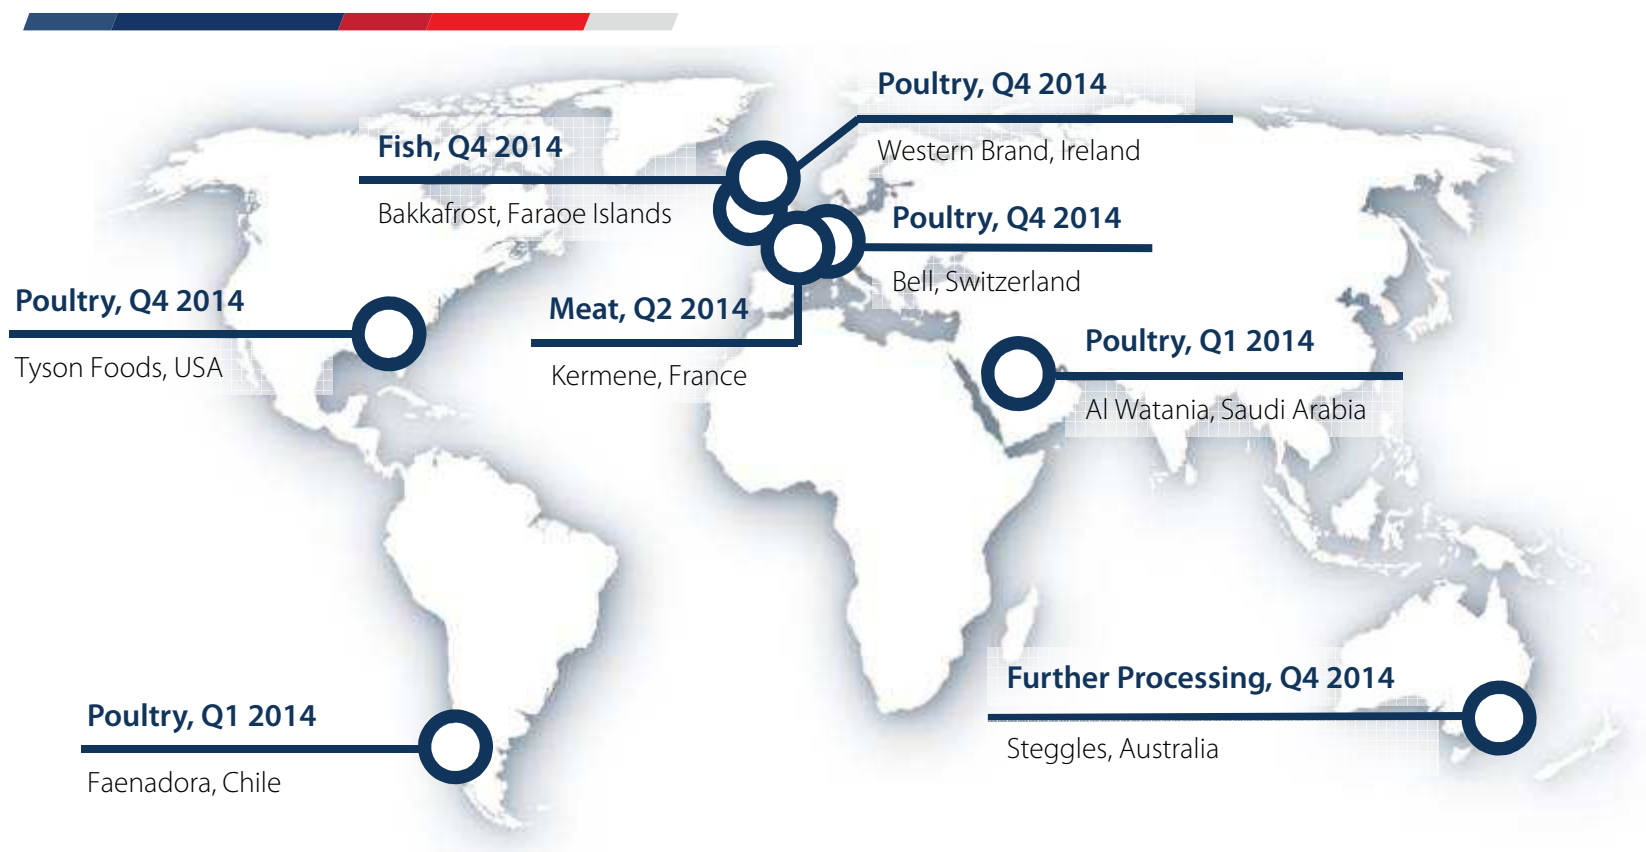 Poultry, Q4 2014
Western Brand, Ireland
Fish, Q4 2014
Bakkafrost, Faraoe Islands
Poultry, Q4 2014
Bell, Switzerland
Poultry, Q4 2014
Tyson Foods, USA
Meat, Q2 2014
Kermene, France
Poultry, Q1 2014
Al Watania, Saudi Arabia
Further Processing, Q4 2014
Steggles, Australia
Poultry, Q1 2014
Faenadora, Chile